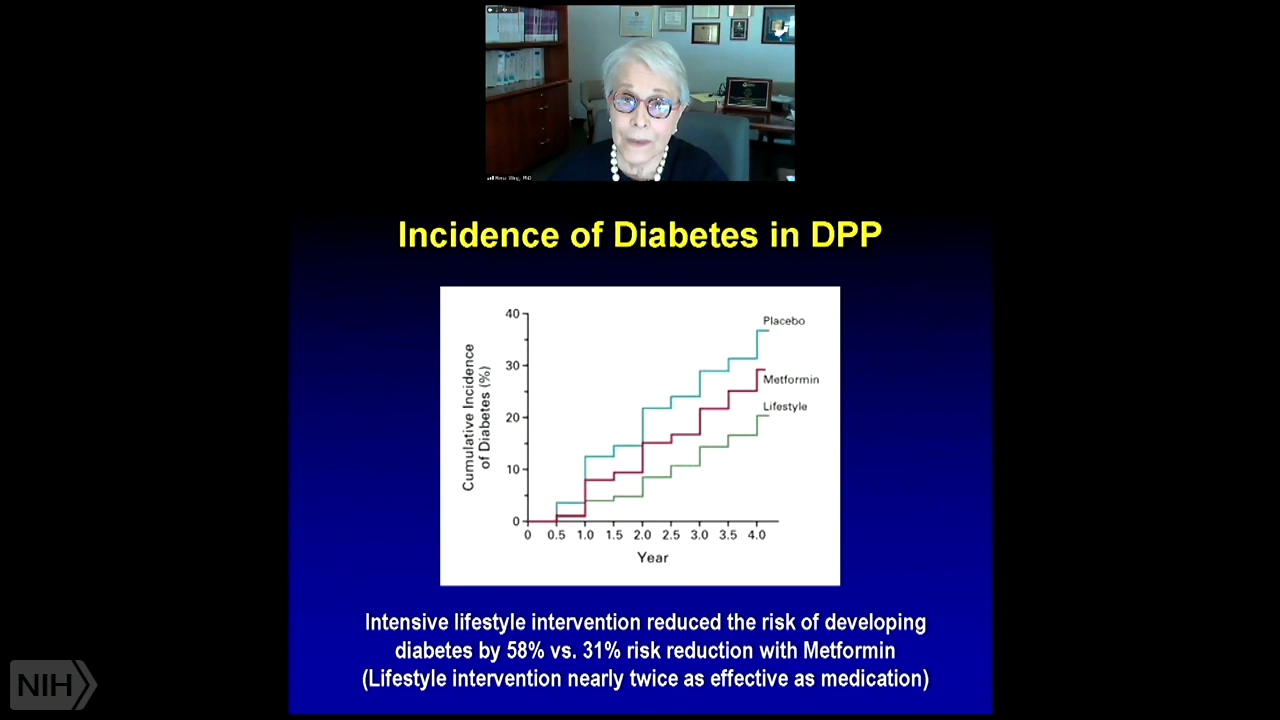 Rena Wing, PhD
Incidence of Diabetes in DPP
Cumulative Incidence
of Diabetes (%)
40
30
20
10
0
Placebo
Metformin
Lifestyle
0 0.5 1.0 1.5 2.0 2.5 3.0 3.5 4.0
Year
Intensive lifestyle intervention reduced the risk of developing
diabetes by 58% vs. 31% risk reduction with Metformin
(Lifestyle intervention nearly twice as effective as medication)
NIH